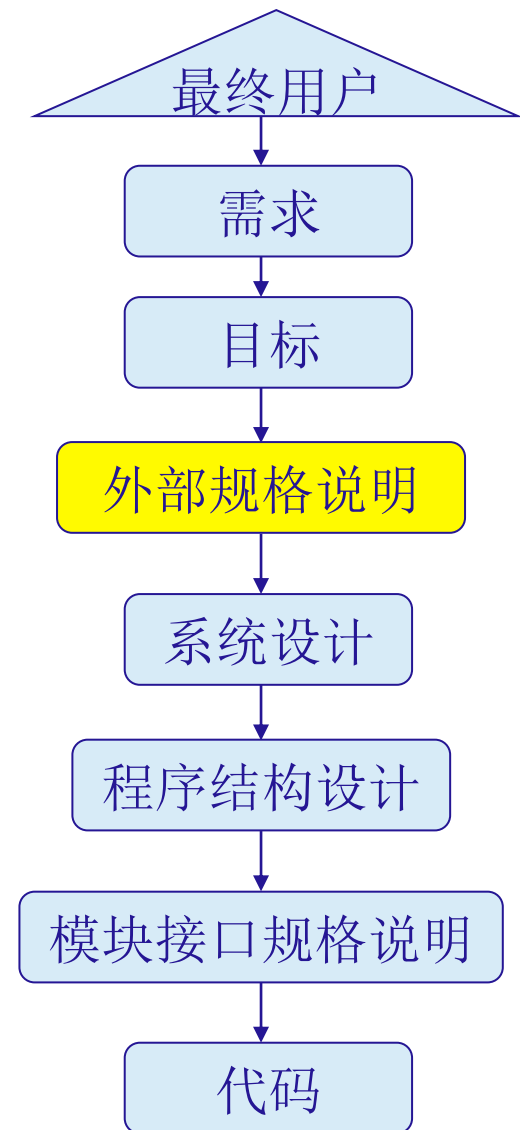 最终用户
需求
目标
外部规格说明
系统设计
程序结构设计
模块接口规格说明
代码